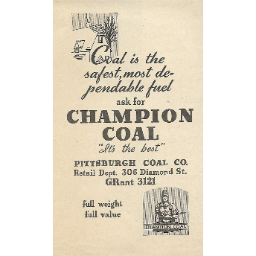 Coal is the
safest, most de-
pendable fuel
ask for
CHAMPION
COAL
"It's the best"
PITTSBURGH COAL CO.
Retail Dept. 306 Diamond St.
GRant 3121
full weight
full value